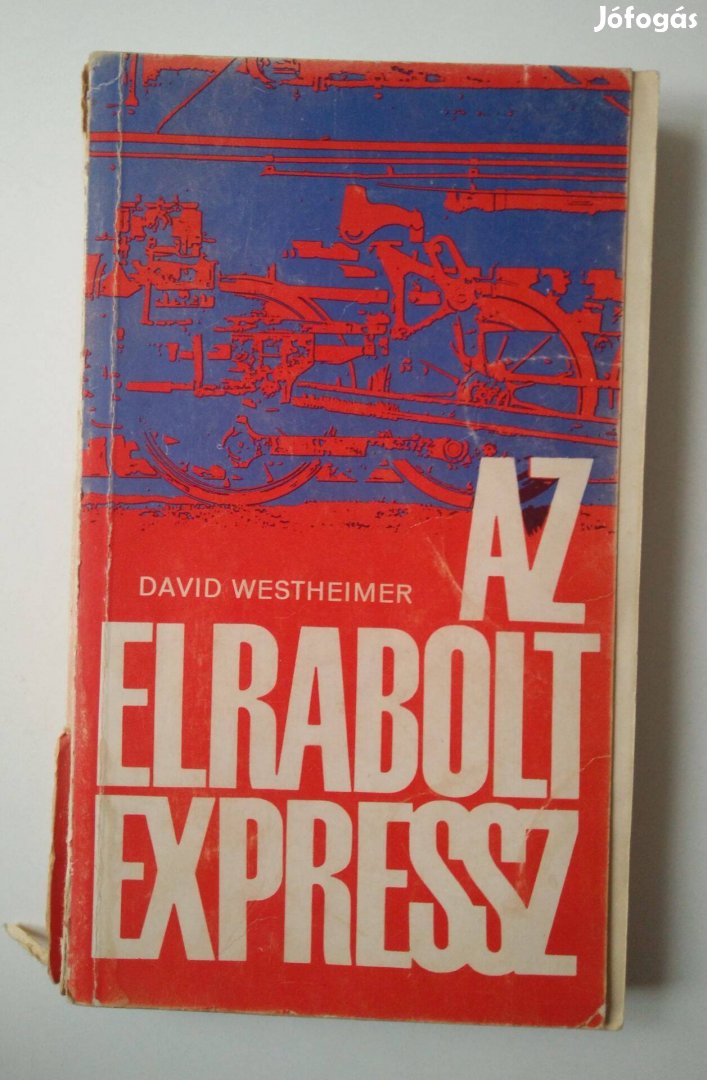 Jófogás
AZ
DAVID WESTHEIMER
ELRABOLT
EXPRESSZ